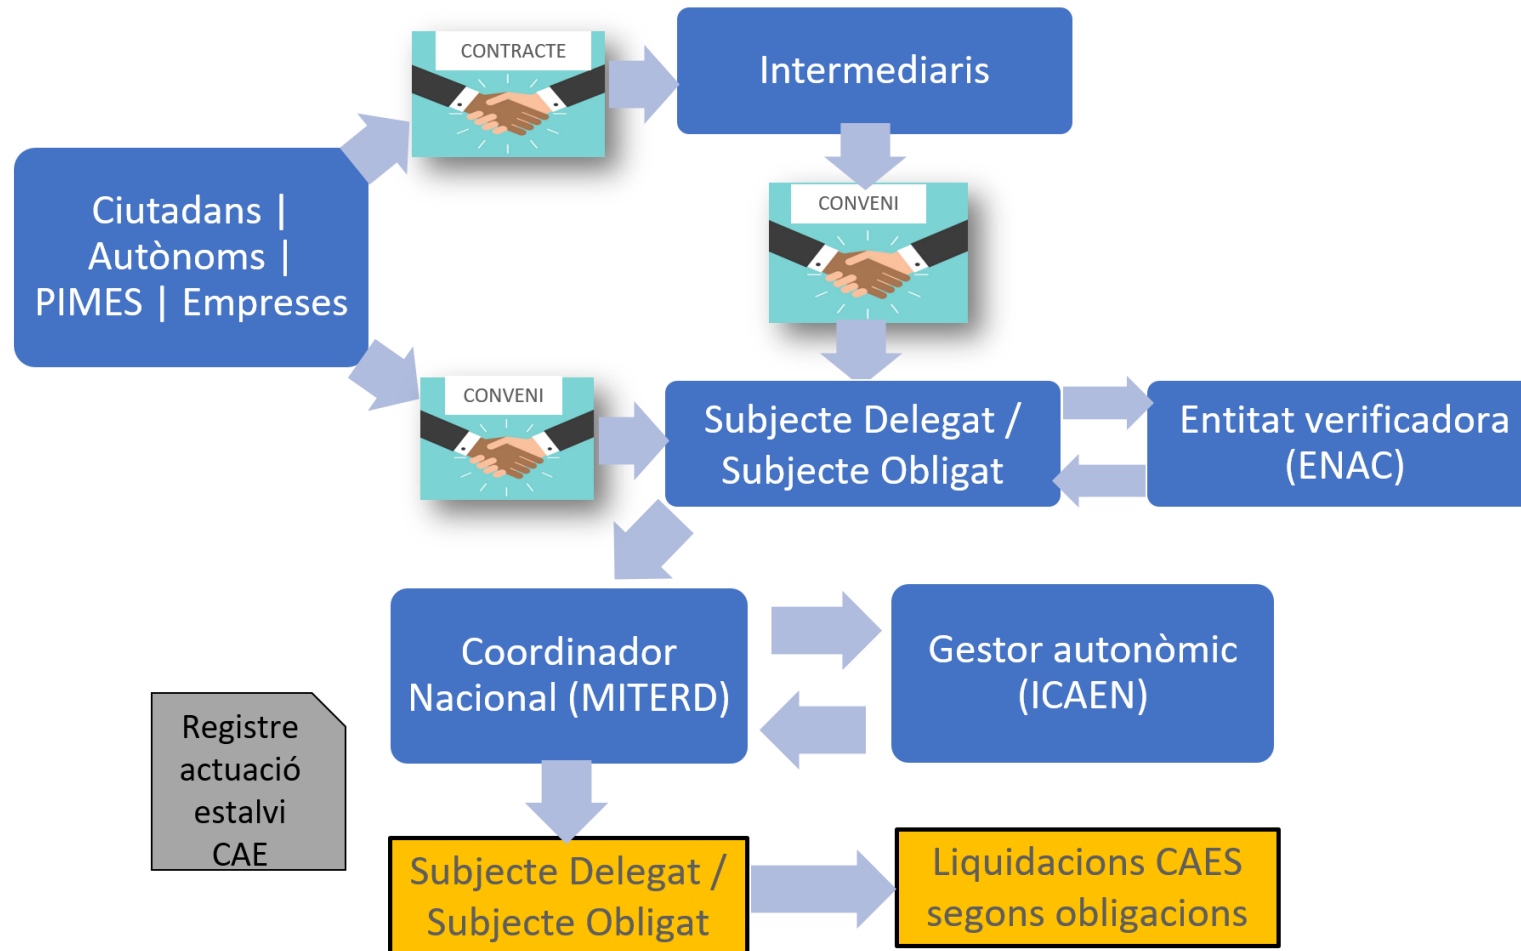 CONTRACTE
Intermediaris
Ciutadans |
Autònoms |
PIMES | Empreses
CONVENI
CONVENI
Subjecte Delegat /
Subjecte Obligat
Entitat verificadora
(ENAC)
Coordinador
Nacional (MITERD)
Gestor autonòmic
(ICAEN)
Registre
actuació
estalvi
CAE
Subjecte Delegat /
Subjecte Obligat
Liquidacions CAES
segons obligacions